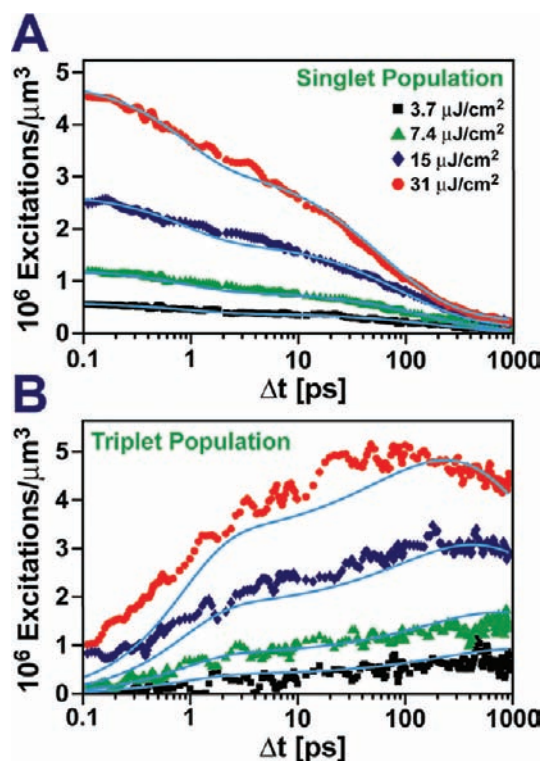 A
5
4
3
2
1
0
10⁶ Excitations/μm³
Singlet Population
3.7 μJ/cm²
7.4 μJ/cm²
15 μJ/cm²
31 μJ/cm²
0.1 1 10 100 1000
Δt [ps]
B
5
4
3
2
1
0
10⁶ Excitations/μm³
Triplet Population
0.1 1 10 100 1000
Δt [ps]